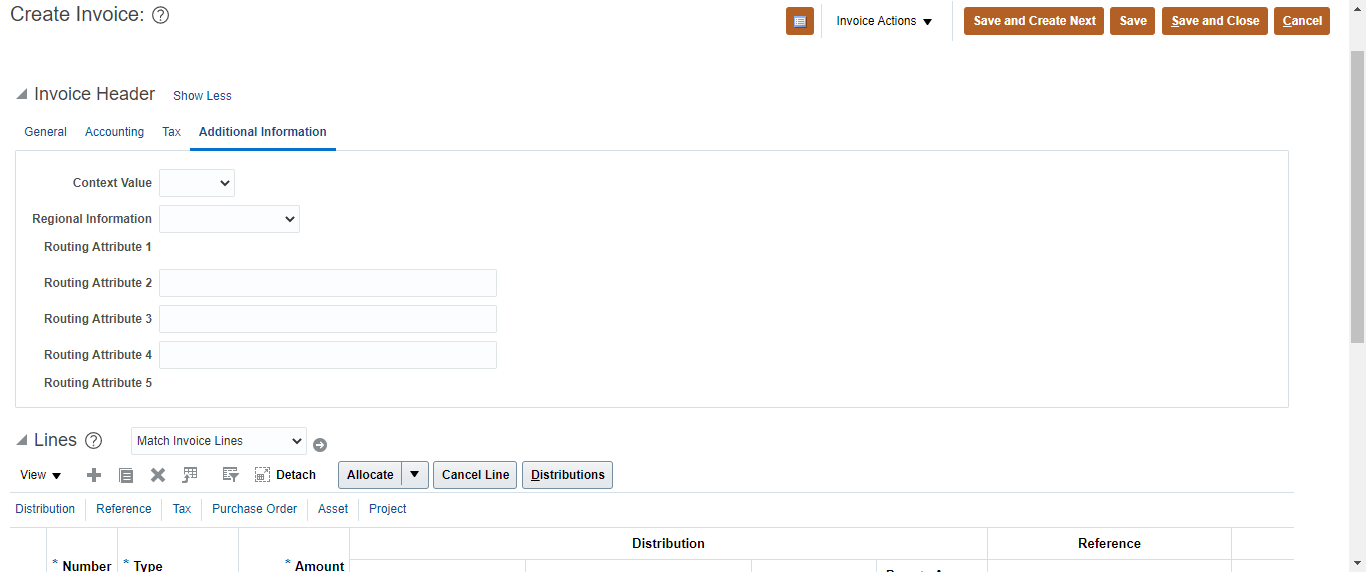 Create Invoice: ?
Invoice Actions
Save and Create Next
Save
Save and Close
Cancel
Invoice Header
Show Less
General
Accounting
Tax
Additional Information
Context Value
Regional Information
Routing Attribute 1
Routing Attribute 2
Routing Attribute 3
Routing Attribute 4
Routing Attribute 5
Lines ?
Match Invoice Lines
View
Detach
Allocate
Cancel Line
Distributions
Distribution
Reference
Tax
Purchase Order
Asset
Project
Distribution
Reference
* Number
* Type
* Amount